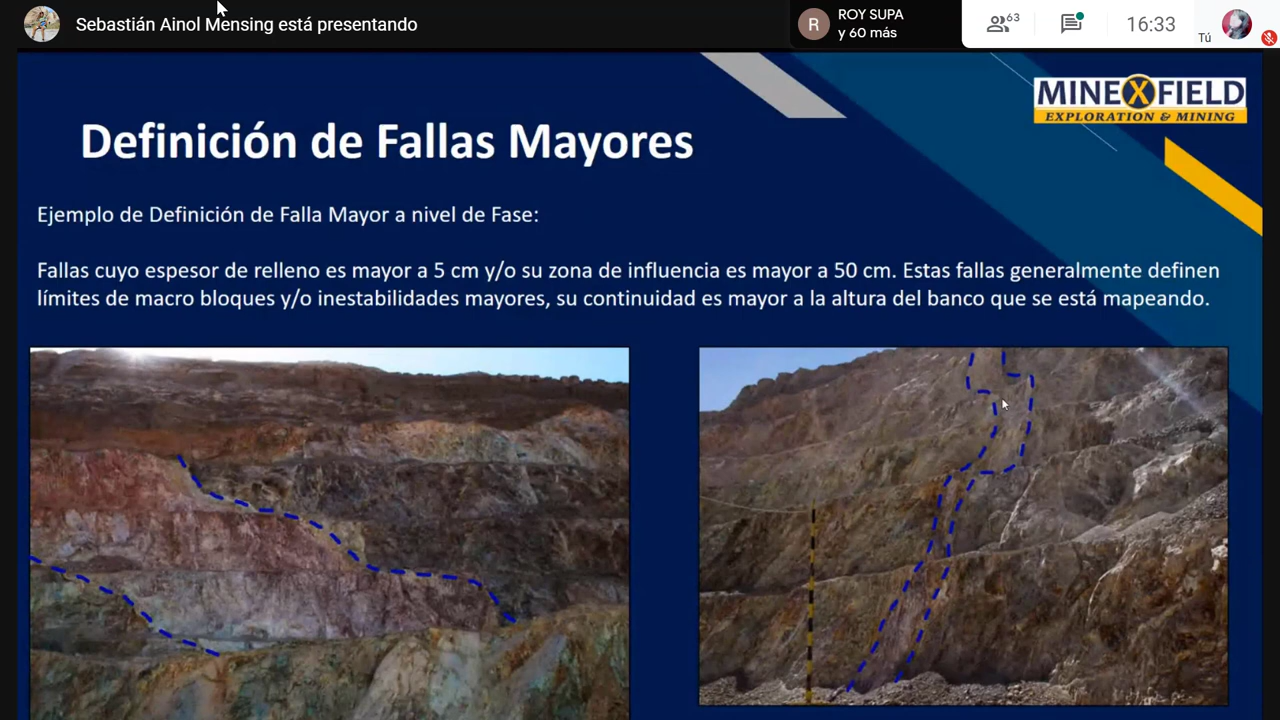 Sebastián Ainol Mensing está presentando
R
ROY SUPA
y 60 más
63
16:33
Tú
MINEXFIELD
EXPLORATION & MINING
Definición de Fallas Mayores
Ejemplo de Definición de Falla Mayor a nivel de Fase:
Fallas cuyo espesor de relleno es mayor a 5 cm y/o su zona de influencia es mayor a 50 cm. Estas fallas generalmente definen
límites de macro bloques y/o inestabilidades mayores, su continuidad es mayor a la altura del banco que se está mapeando.